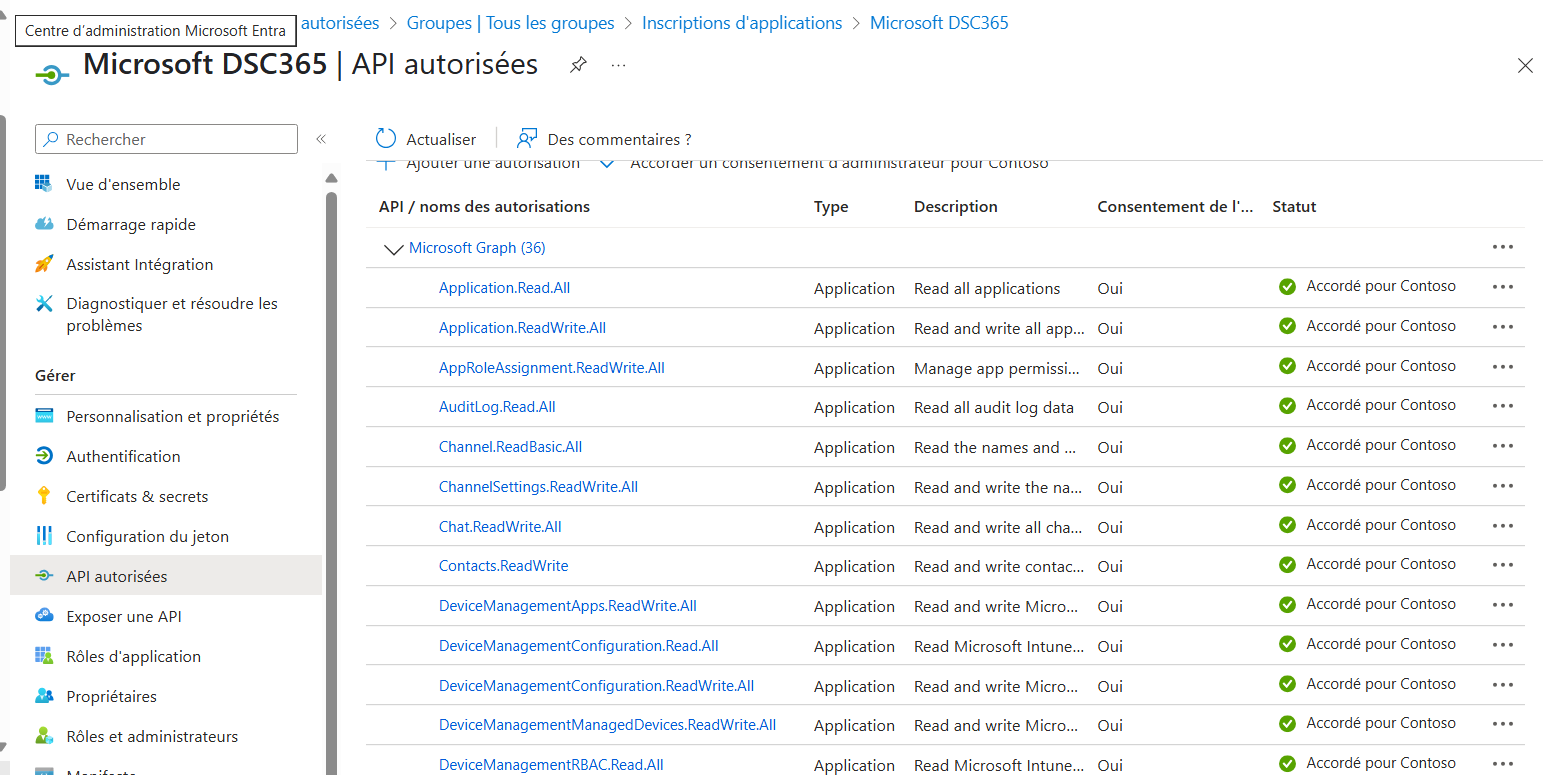 Centre d'administration Microsoft Entra
autorisées > Groupes | Tous les groupes > Inscriptions d'applications > Microsoft DSC365
Microsoft DSC365 | API autorisées
Rechercher
Actualiser
Des commentaires ?
Ajouter une autorisation
Accorder un consentement d'administrateur pour Contoso
Vue d'ensemble
Démarrage rapide
Assistant Intégration
Diagnostiquer et résoudre les
problèmes
Gérer
Personnalisation et propriétés
Authentification
Certificats & secrets
Configuration du jeton
API autorisées
Exposer une API
Rôles d'application
Propriétaires
Rôles et administrateurs
Manifeste
API / noms des autorisations Type Description Consentement de l'... Statut
Microsoft Graph (36)
Application.Read.All Application Read all applications Oui Accordé pour Contoso
Application.ReadWrite.All Application Read and write all app... Oui Accordé pour Contoso
AppRoleAssignment.ReadWrite.All Application Manage app permissi... Oui Accordé pour Contoso
AuditLog.Read.All Application Read all audit log data Oui Accordé pour Contoso
Channel.ReadBasic.All Application Read the names and ... Oui Accordé pour Contoso
ChannelSettings.ReadWrite.All Application Read and write the na... Oui Accordé pour Contoso
Chat.ReadWrite.All Application Read and write all cha... Oui Accordé pour Contoso
Contacts.ReadWrite Application Read and write contac... Oui Accordé pour Contoso
DeviceManagementApps.ReadWrite.All Application Read and write Micro... Oui Accordé pour Contoso
DeviceManagementConfiguration.Read.All Application Read Microsoft Intune... Oui Accordé pour Contoso
DeviceManagementConfiguration.ReadWrite.All Application Read and write Micro... Oui Accordé pour Contoso
DeviceManagementManagedDevices.ReadWrite.All Application Read and write Micro... Oui Accordé pour Contoso
DeviceManagementRBAC.Read.All Application Read Microsoft Intune... Oui Accordé pour Contoso